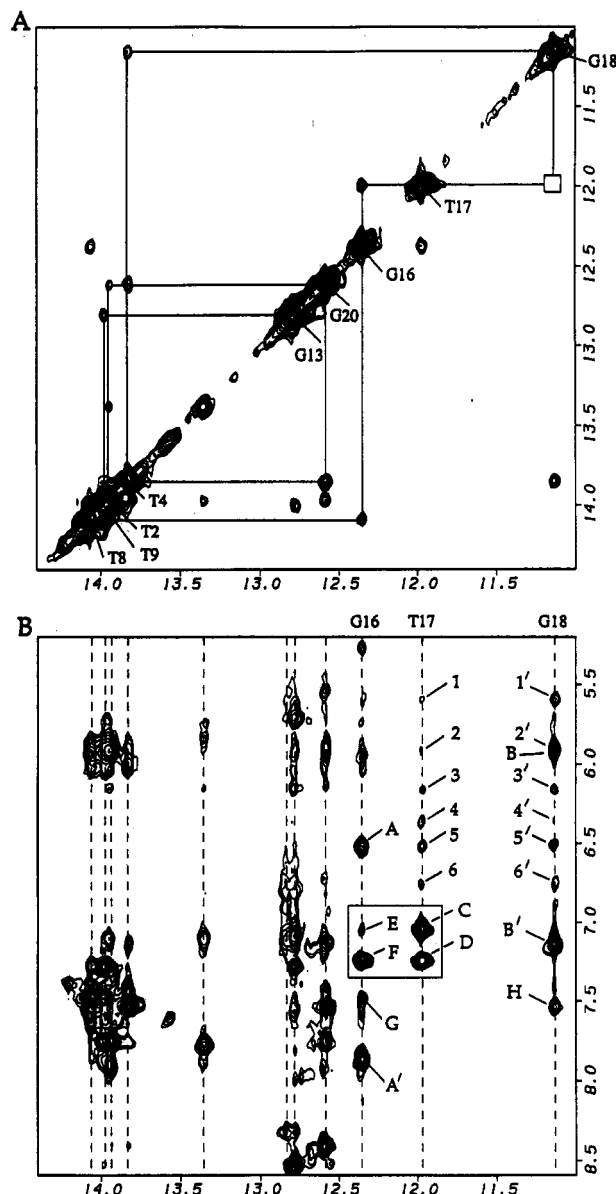 A
G18
11.5
T17
12.0
G16
12.5
G20
G13
13.0
13.5
T4
T2
T9
T8
14.0
14.0 13.5 13.0 12.5 12.0 11.5
B
G16 T17 G18
1 1′ 5.5
2 2′
B 6.0
3 3′
4 4′
A 5 5′ 6.5
6 6′
E C 7.0
B′
F D
G H 7.5
A′
8.0
8.5
14.0 13.5 13.0 12.5 12.0 11.5